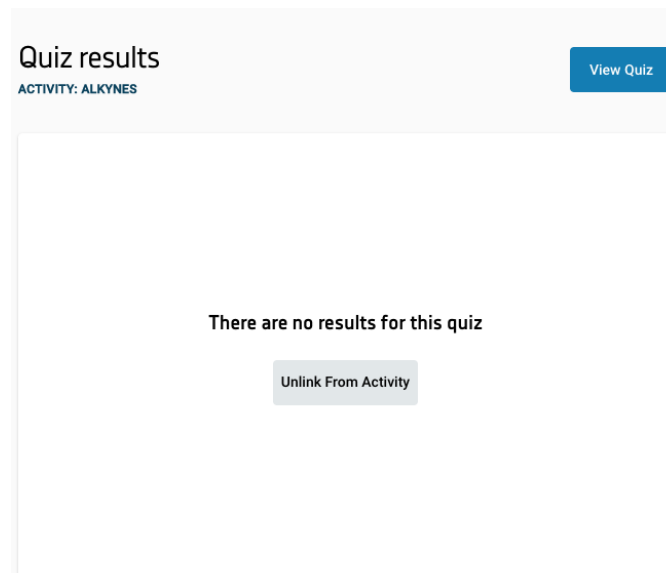 Quiz results
View Quiz
ACTIVITY: ALKYNES
There are no results for this quiz
Unlink From Activity